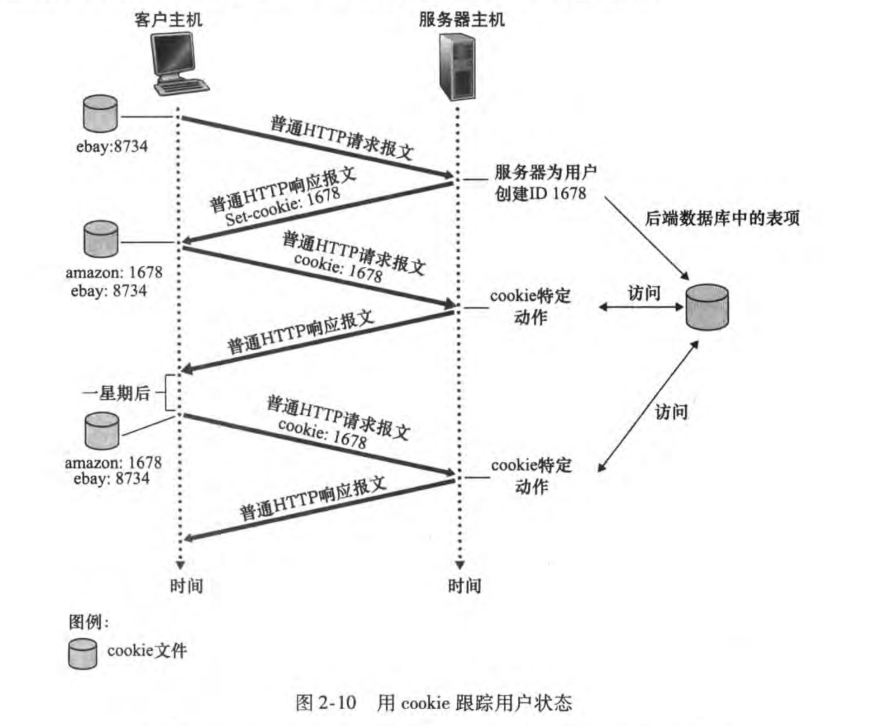 客户主机
服务器主机
ebay:8734
普通HTTP请求报文
服务器为用户
创建ID 1678
后端数据库中的表项
普通HTTP响应报文
Set-cookie: 1678
amazon: 1678
ebay: 8734
普通HTTP请求报文
cookie: 1678
cookie特定
动作
访问
普通HTTP响应报文
一星期后
普通HTTP请求报文
cookie: 1678
访问
amazon: 1678
ebay: 8734
cookie特定
动作
普通HTTP响应报文
时间
时间
图例:
cookie文件
图 2-10 用 cookie 跟踪用户状态